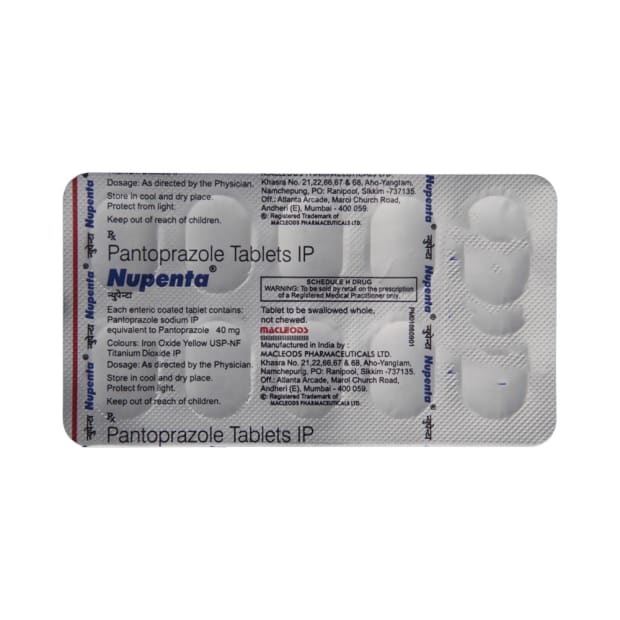 Dosage: As directed by the Physician.
Store in cool and dry place.
Protect from light.
Keep out of reach of children.
MACLEODS PHARMACEUTICALS LTD.
Khasra No. 21,22,66,67 & 68, Aho-Yangtam,
Namchepung, PO: Ranipool, Sikkim -737135.
Off.: Atlanta Arcade, Marol Church Road,
Andheri (E), Mumbai - 400 059.
®: Registered Trademark of
MACLEODS PHARMACEUTICALS LTD.
℞
Pantoprazole Tablets IP
Nupenta®
न्युपेन्टा
Each enteric coated tablet contains:
Pantoprazole sodium IP
equivalent to Pantoprazole 40 mg
Colours: Iron Oxide Yellow USP-NF
Titanium Dioxide IP
Dosage: As directed by the Physician.
Store in cool and dry place.
Protect from light.
Keep out of reach of children.
SCHEDULE H DRUG
WARNING: To be sold by retail on the prescription
of a Registered Medical Practitioner only.
Tablet to be swallowed whole,
not chewed.
MACLEODS
Manufactured in India by :
MACLEODS PHARMACEUTICALS LTD.
Khasra No. 21,22,66,67 & 68, Aho-Yangtam,
Namchepung, PO: Ranipool, Sikkim -737135.
Off.: Atlanta Arcade, Marol Church Road,
Andheri (E), Mumbai - 400 059.
®: Registered Trademark of
MACLEODS PHARMACEUTICALS LTD.
℞
Pantoprazole Tablets IP
न्युपेन्टा Nupenta®
न्युपेन्टा Nupenta®
न्युपेन्टा Nupenta®
न्युपेन्टा Nupenta®